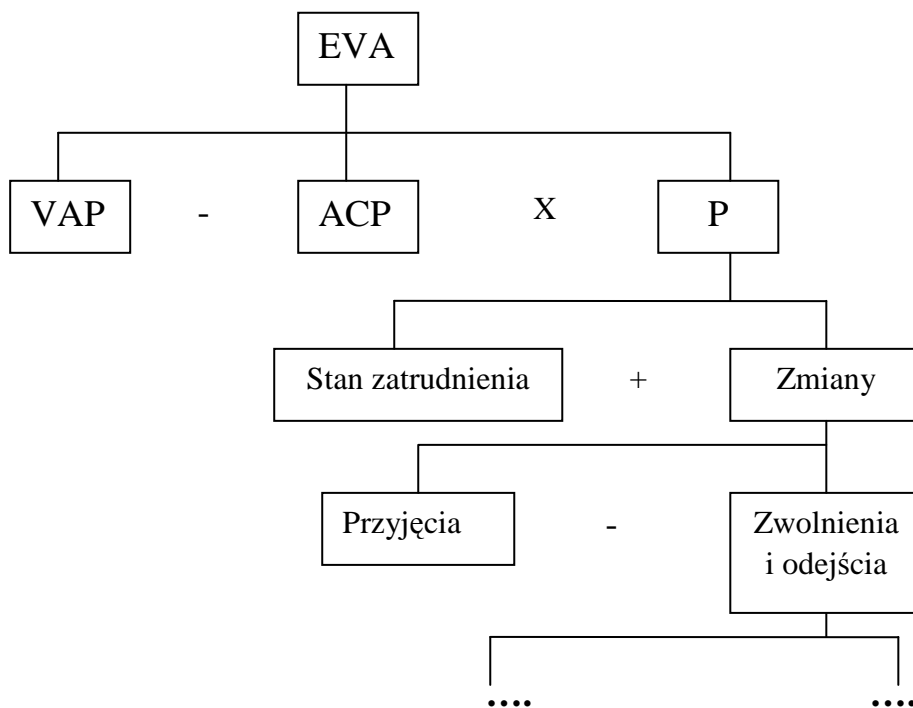 EVA
VAP - ACP X P
Stan zatrudnienia + Zmiany
Przyjęcia - Zwolnienia
i odejścia
.... ....